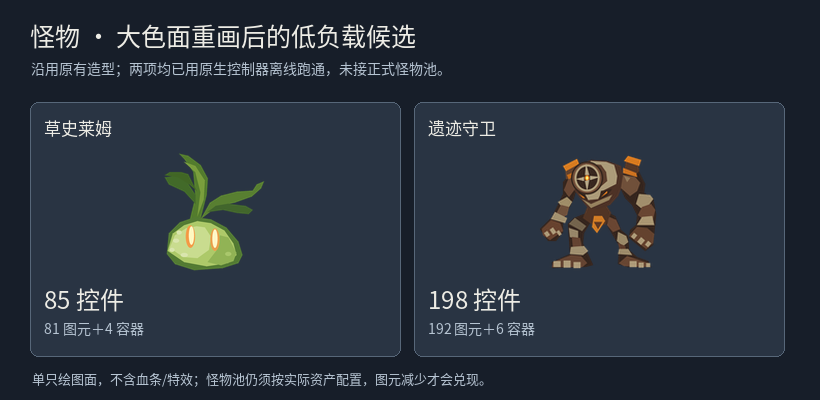 怪物 · 大色面重画后的低负载候选
沿用原有造型；两项均已用原生控制器离线跑通，未接正式怪物池。
草史莱姆
遗迹守卫
85 控件
81 图元＋4 容器
198 控件
192 图元＋6 容器
单只绘图面，不含血条/特效；怪物池仍须按实际资产配置，图元减少才会兑现。